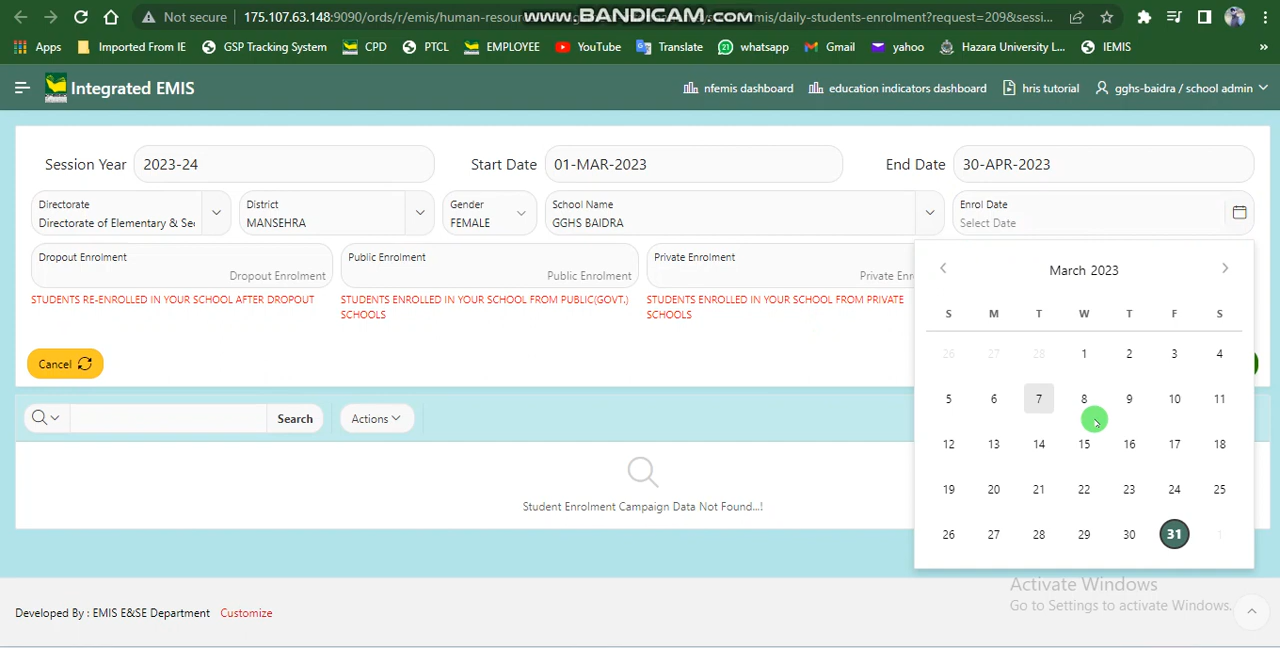 Not secure 175.107.63.148:9090/ords/r/emis/human-resour
www.BANDICAM.com
mis/daily-students-enrolment?request=209&sessi...
Apps Imported From IE GSP Tracking System CPD PTCL EMPLOYEE YouTube Translate whatsapp Gmail yahoo Hazara University L... IEMIS »
Integrated EMIS nfemis dashboard education indicators dashboard hris tutorial gghs-baidra / school admin
Session Year 2023-24 Start Date 01-MAR-2023 End Date 30-APR-2023
Directorate District Gender School Name Enrol Date
Directorate of Elementary & Se MANSEHRA FEMALE GGHS BAIDRA Select Date
Dropout Enrolment Public Enrolment Private Enrolment
Dropout Enrolment Public Enrolment Private Enr
STUDENTS RE-ENROLLED IN YOUR SCHOOL AFTER DROPOUT
STUDENTS ENROLLED IN YOUR SCHOOL FROM PUBLIC(GOVT.)
SCHOOLS
STUDENTS ENROLLED IN YOUR SCHOOL FROM PRIVATE
SCHOOLS
March 2023
S M T W T F S
26 27 28 1 2 3 4
5 6 7 8 9 10 11
12 13 14 15 16 17 18
19 20 21 22 23 24 25
26 27 28 29 30 31 1
Cancel
Search Actions
Student Enrolment Campaign Data Not Found...!
Activate Windows
Go to Settings to activate Windows.
Developed By : EMIS E&SE Department Customize